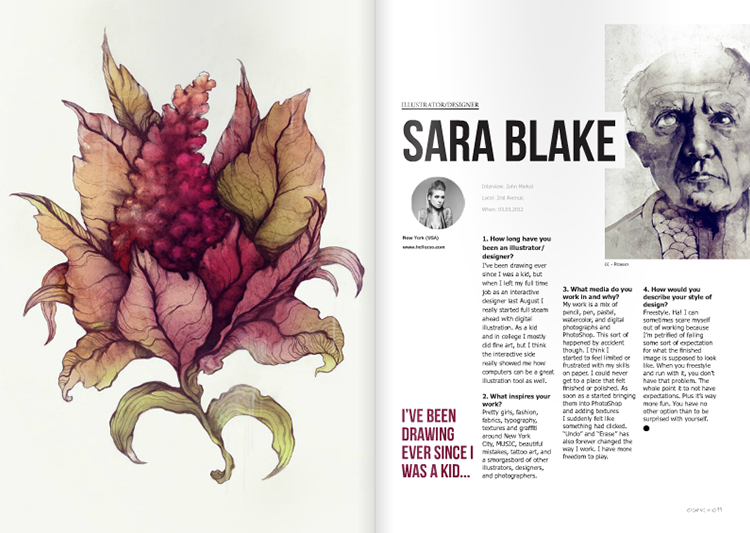 ILLUSTRATOR/DESIGNER
SARA BLAKE
Local: 2nd Avenue
When: 03.05.2012
New York (USA)
1. How long have you
been an illustrator/
designer?
I've been drawing ever
since I was a kid, but
when I left my full time
job as an interactive
designer last August I
really started full steam
ahead with digital
illustration. As a kid
and in college I mostly
did fine art, but I think
the interactive side
really showed me how
computers can be a great
illustration tool as well.
2. What inspires your
work?
Pretty girls, fashion,
fabrics, typography,
textures and graffiti
around New York
City, MUSIC, beautiful
mistakes, tattoo art, and
a smorgasbord of other
illustrators, designers,
and photographers.
I'VE BEEN
DRAWING
EVER SINCE I
WAS A KID...
3. What media do you
work in and why?
My work is a mix of
pencil, pen, pastel,
watercolor, and digital
photographs and
PhotoShop. This sort of
happened by accident
though. I think I
started to feel limited or
frustrated with my skills
on paper. I could never
get to a place that felt
finished or polished. As
soon as a started bringing
them into PhotoShop
and adding textures
I suddenly felt like
something had clicked.
"Undo" and "Erase" has
also forever changed the
way I work. I have more
freedom to play.
4. How would you
describe your style of
design?
Freestyle. Ha! I can
sometimes scare myself
out of working because
I'm petrified of failing
some sort of expectation
for what the finished
image is supposed to look
like. When you freestyle
and run with it, you don't
have that problem. The
whole point it to not have
expectations. Plus it's way
more fun. You have no
other option than to be
surprised with yourself.